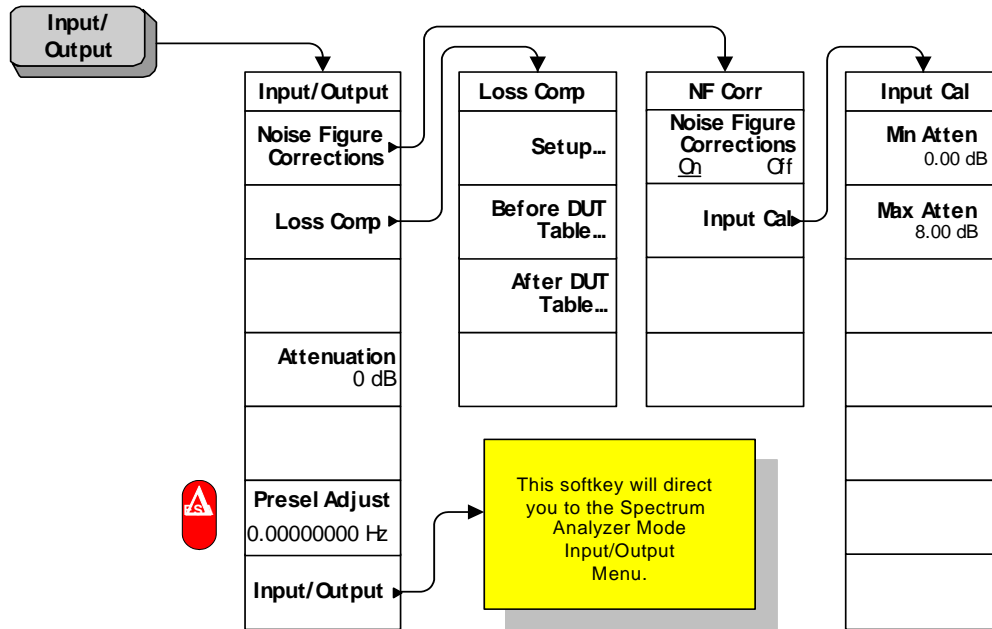 Input/
Output
Input/Output
Noise Figure
Corrections
Loss Comp
Attenuation
0 dB
Presel Adjust
0.00000000 Hz
Input/Output
Loss Comp
Setup...
Before DUT
Table...
After DUT
Table...
NF Corr
Noise Figure
Corrections
On Off
Input Cal
Input Cal
Min Atten
0.00 dB
Max Atten
8.00 dB
This softkey will direct
you to the Spectrum
Analyzer Mode
Input/Output
Menu.